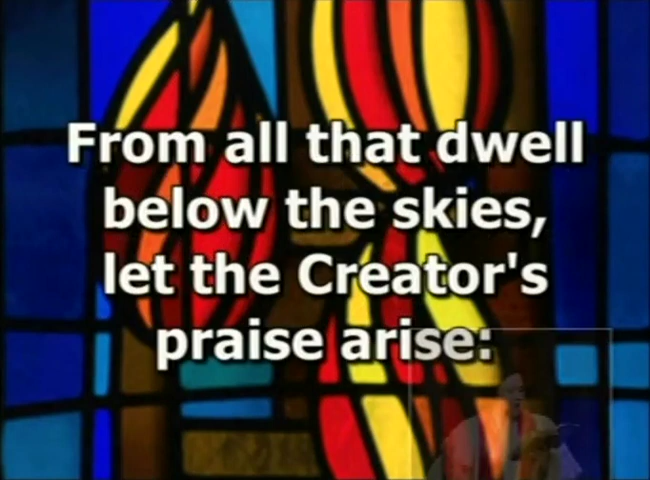 From all that dwell
below the skies,
let the Creator's
praise arise: